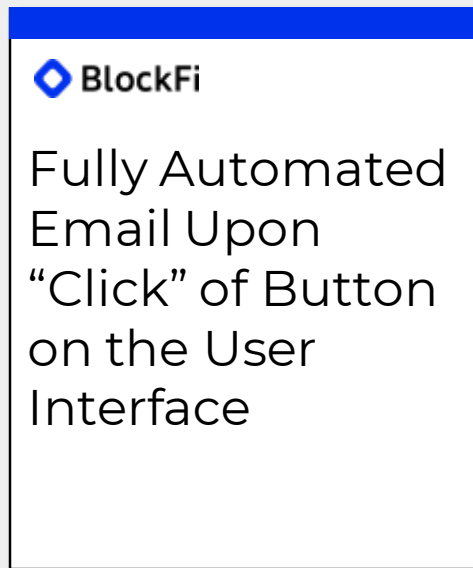 BlockFi
Fully Automated
Email Upon
“Click” of Button
on the User
Interface